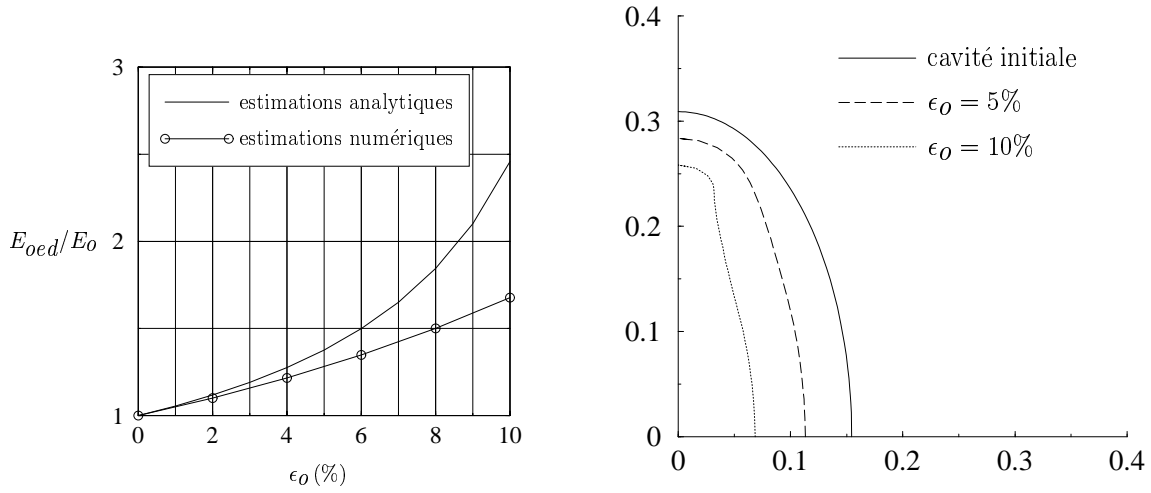 3
estimations analytiques
estimations numériques
E_oed/E_o
2
1
0 2 4 6 8 10
ϵ_o (%)
0.4
cavité initiale
ϵ_o = 5%
0.3
ϵ_o = 10%
0.2
0.1
0
0 0.1 0.2 0.3 0.4